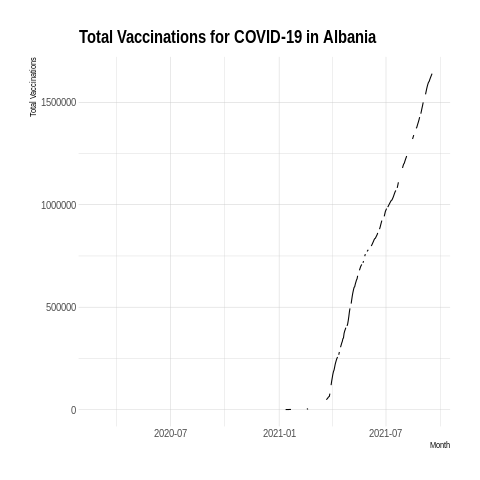 Total Vaccinations for COVID-19 in Albania
Total Vaccinations
1500000
1000000
500000
0
2020-07
2021-01
2021-07
Month